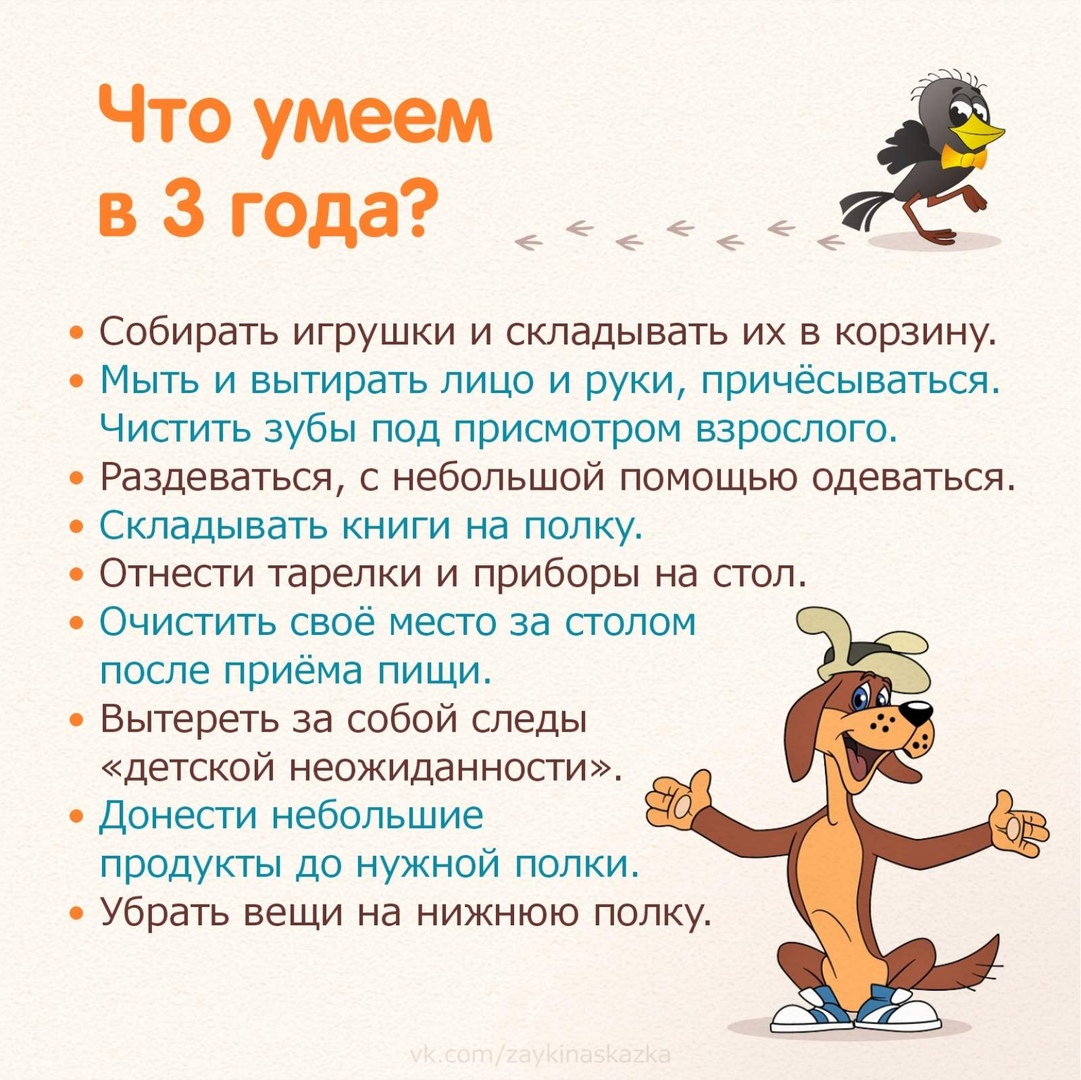 Что умеем
в 3 года?
• Собирать игрушки и складывать их в корзину.
• Мыть и вытирать лицо и руки, причёсываться.
Чистить зубы под присмотром взрослого.
• Раздеваться, с небольшой помощью одеваться.
• Складывать книги на полку.
• Отнести тарелки и приборы на стол.
• Очистить своё место за столом
после приёма пищи.
• Вытереть за собой следы
«детской неожиданности».
• Донести небольшие
продукты до нужной полки.
• Убрать вещи на нижнюю полку.
vk.com/zaykinaskazka